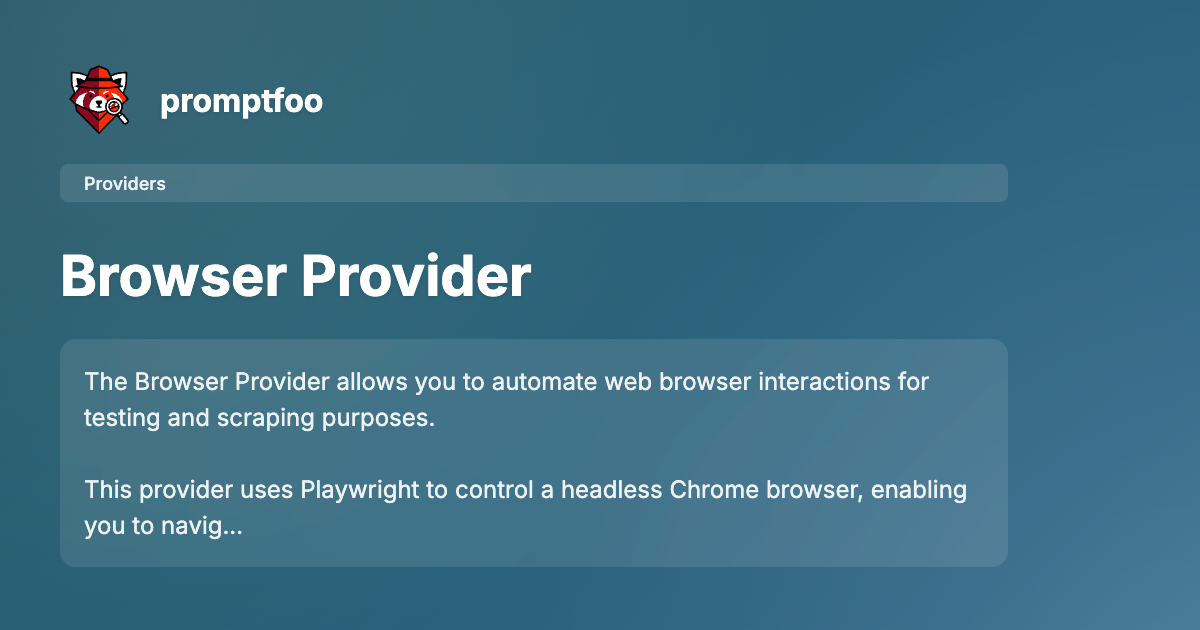 promptfoo
Providers
Browser Provider
The Browser Provider allows you to automate web browser interactions for
testing and scraping purposes.
This provider uses Playwright to control a headless Chrome browser, enabling
you to navig...